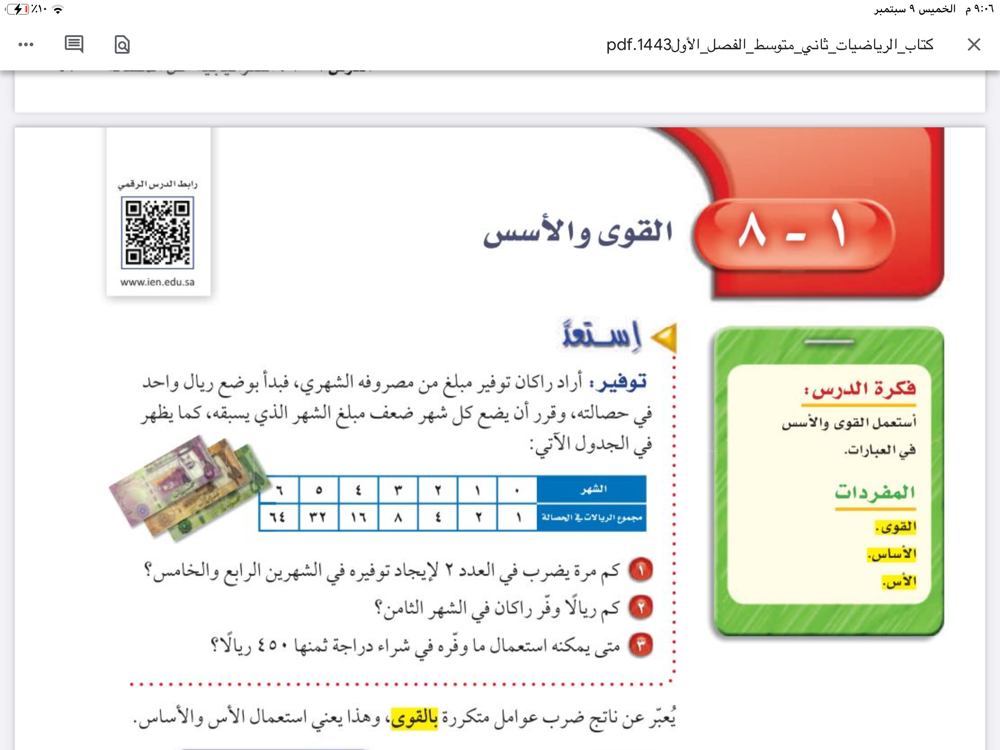 ٩:٠٦ م الخميس ٩ سبتمبر
٪١٠
كتاب_الرياضيات_ثاني_متوسط_الفصل_الأول1443.pdf
رابط الدرس الرقمي
www.ien.edu.sa
١ - ٨
القوى والأسس
إستعدَّ
توفير: أراد راكان توفير مبلغ من مصروفه الشهري، فبدأ بوضع ريال واحد
في حصالته، وقرر أن يضع كل شهر ضعف مبلغ الشهر الذي يسبقه، كما يظهر
في الجدول الآتي:
الشهر ٠ ١ ٢ ٣ ٤ ٥ ٦
مجموع الريالات في الحصالة ١ ٢ ٤ ٨ ١٦ ٣٢ ٦٤
١ كم مرة يضرب في العدد ٢ لإيجاد توفيره في الشهرين الرابع والخامس؟
٢ كم ريالًا وفّر راكان في الشهر الثامن؟
٣ متى يمكنه استعمال ما وفّره في شراء دراجة ثمنها ٤٥٠ ريالًا؟
فكرة الدرس:
أستعمل القوى والأسس
في العبارات.
المفردات
القوى.
الأساس.
الأس.
يُعبّر عن ناتج ضرب عوامل متكررة بالقوى، وهذا يعني استعمال الأس والأساس.